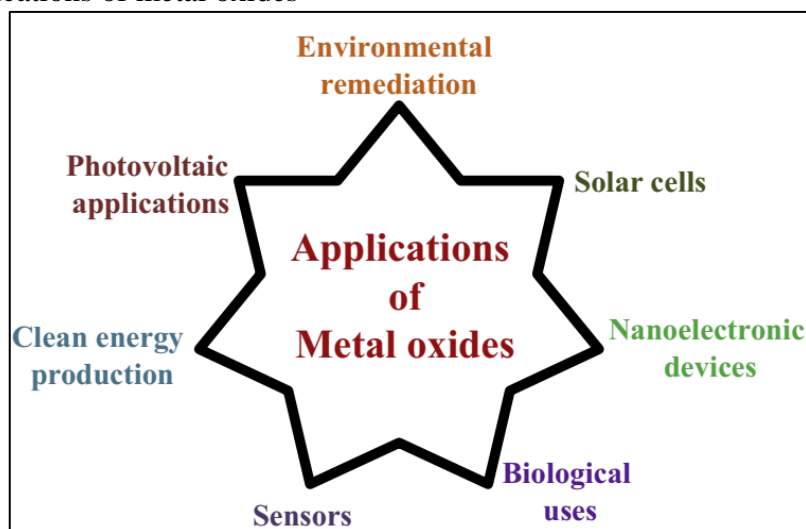 Environmental
remediation
Photovoltaic
applications
Solar cells
Applications
of
Metal oxides
Clean energy
production
Nanoelectronic
devices
Biological
uses
Sensors